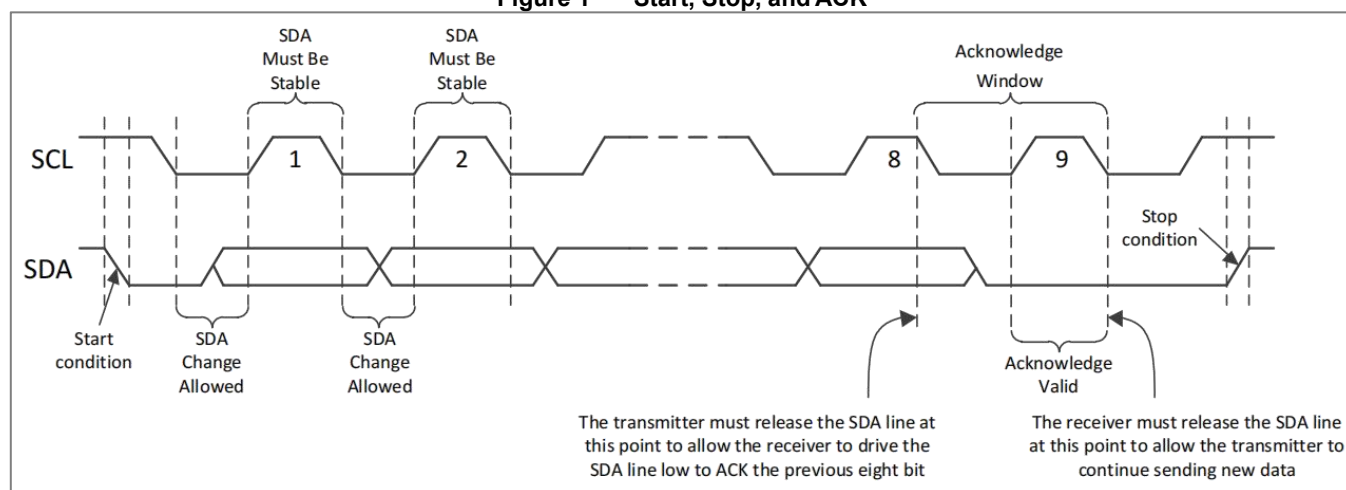 Figure 1 Start, Stop, and ACK
SDA
Must Be
Stable
SDA
Must Be
Stable
Acknowledge
Window
SCL
1
2
8
9
SDA
Stop
condition
Start
condition
SDA
Change
Allowed
SDA
Change
Allowed
Acknowledge
Valid
The transmitter must release the SDA line at
this point to allow the receiver to drive the
SDA line low to ACK the previous eight bit
The receiver must release the SDA line
at this point to allow the transmitter to
continue sending new data